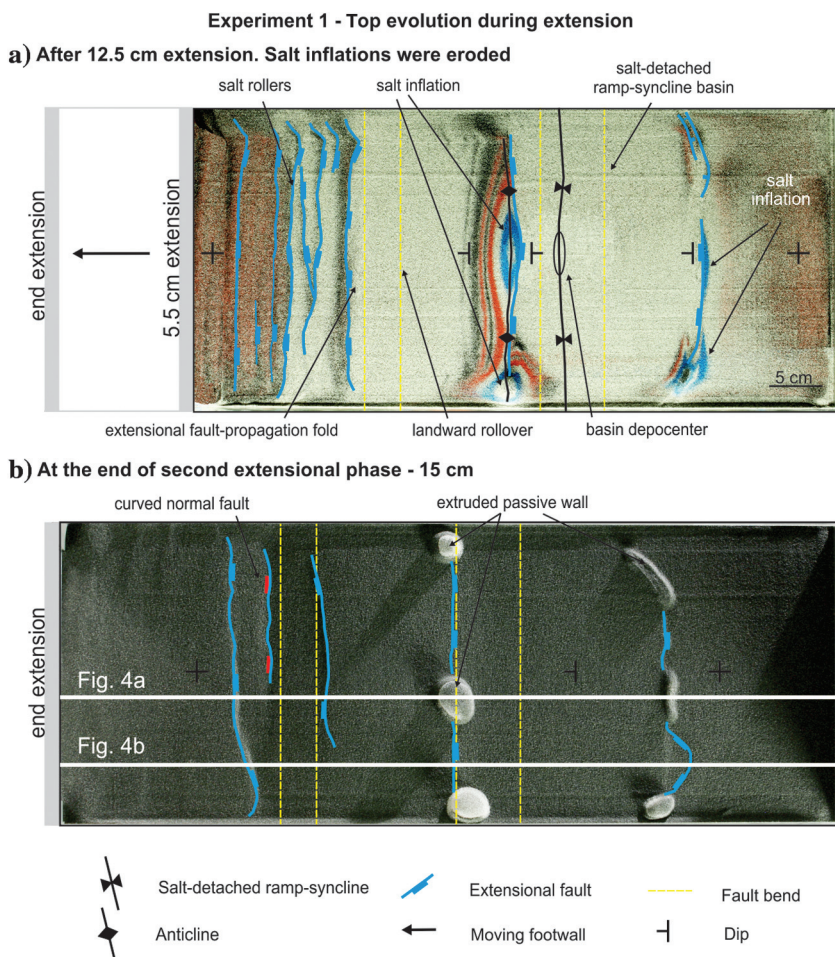 Experiment 1 - Top evolution during extension
a) After 12.5 cm extension. Salt inflations were eroded
salt rollers
salt inflation
salt-detached
ramp-syncline basin
salt
inflation
end extension
5.5 cm extension
5 cm
extensional fault-propagation fold
landward rollover
basin depocenter
b) At the end of second extensional phase - 15 cm
curved normal fault
extruded passive wall
end extension
Fig. 4a
Fig. 4b
Salt-detached ramp-syncline
Extensional fault
Fault bend
Anticline
Moving footwall
Dip